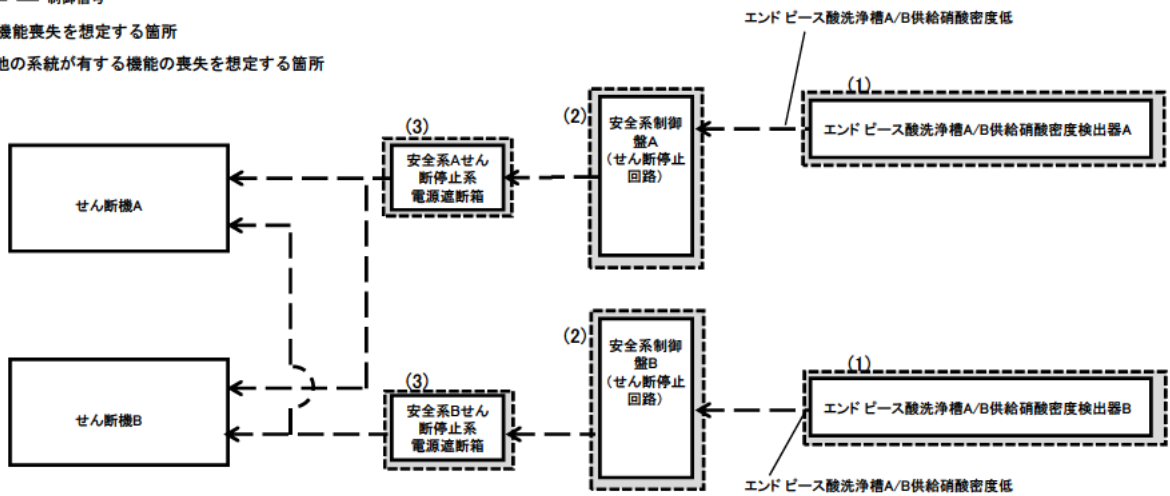 制御信号
機能喪失を想定する箇所
他の系統が有する機能の喪失を想定する箇所
エンドピース酸洗浄槽A/B供給硝酸密度低
(1)
エンドピース酸洗浄槽A/B供給硝酸密度検出器A
(2)
安全系制御
盤A
(せん断停止
回路)
(3)
安全系Aせん
断停止系
電源遮断箱
せん断機A
(1)
エンドピース酸洗浄槽A/B供給硝酸密度検出器B
(2)
安全系制御
盤B
(せん断停止
回路)
(3)
安全系Bせん
断停止系
電源遮断箱
せん断機B
エンドピース酸洗浄槽A/B供給硝酸密度低